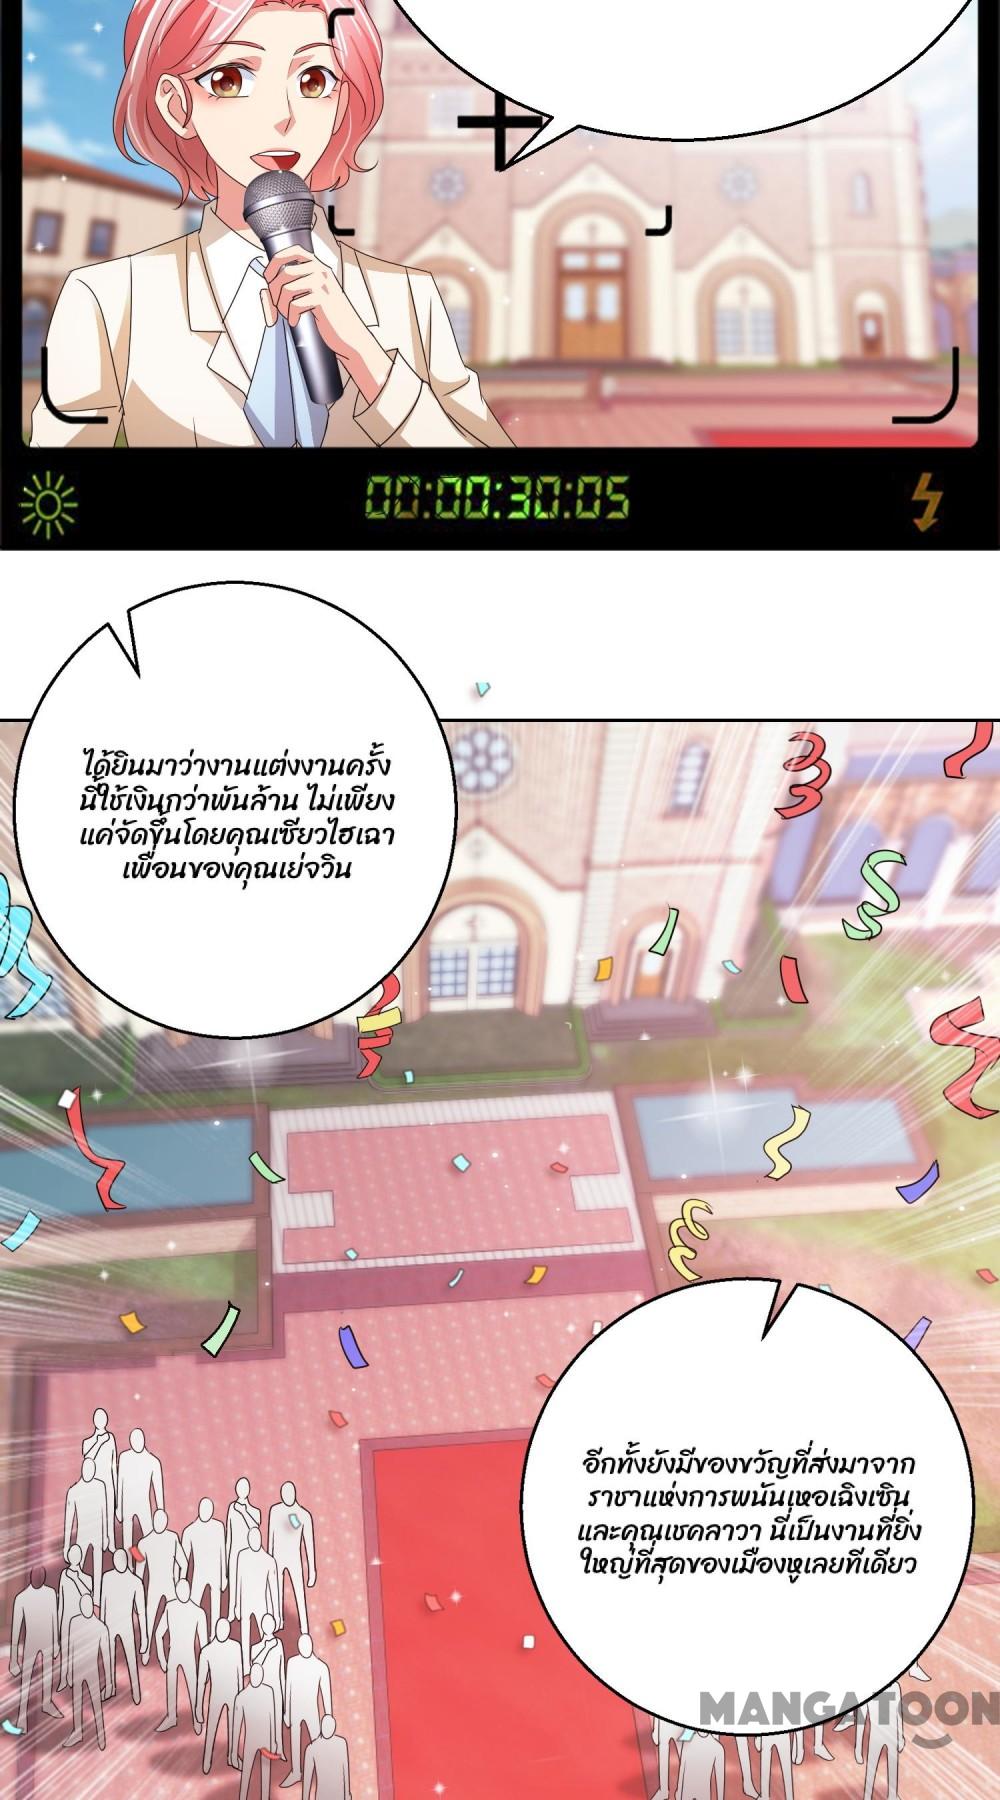 00:00:30:05
ได้ยินมาว่างานแต่งงานครั้ง
นี้ใช้เงินกว่าพันล้าน ไม่เพียง
แค่จัดขึ้นโดยคุณเซียวไฮเฉา
เพื่อนของคุณเย่จวิน
อีกทั้งยังมีของขวัญที่ส่งมาจาก
ราชาแห่งการพนันเหอเฉิงเซิน
และคุณเชคลาวา นี่เป็นงานที่ยิ่ง
ใหญ่ที่สุดของเมืองหูเลยทีเดียว
MANGATOON